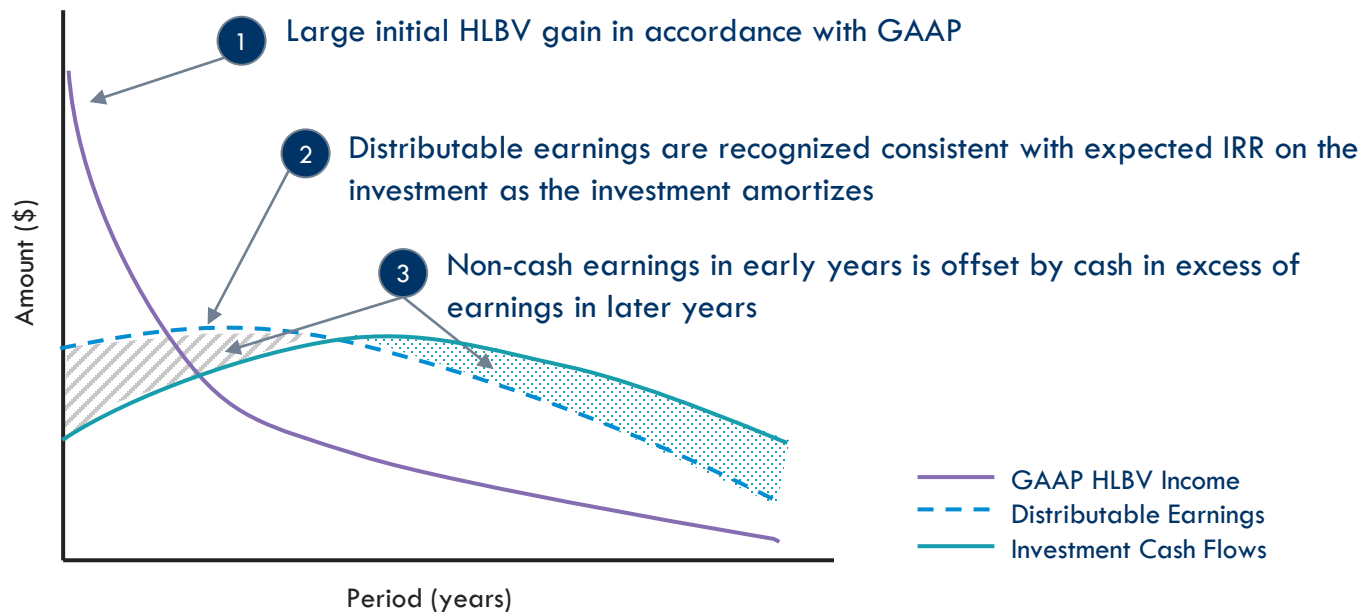 1
Large initial HLBV gain in accordance with GAAP
2
Distributable earnings are recognized consistent with expected IRR on the
investment as the investment amortizes
3
Non-cash earnings in early years is offset by cash in excess of
earnings in later years
Amount ($)
GAAP HLBV Income
Distributable Earnings
Investment Cash Flows
Period (years)